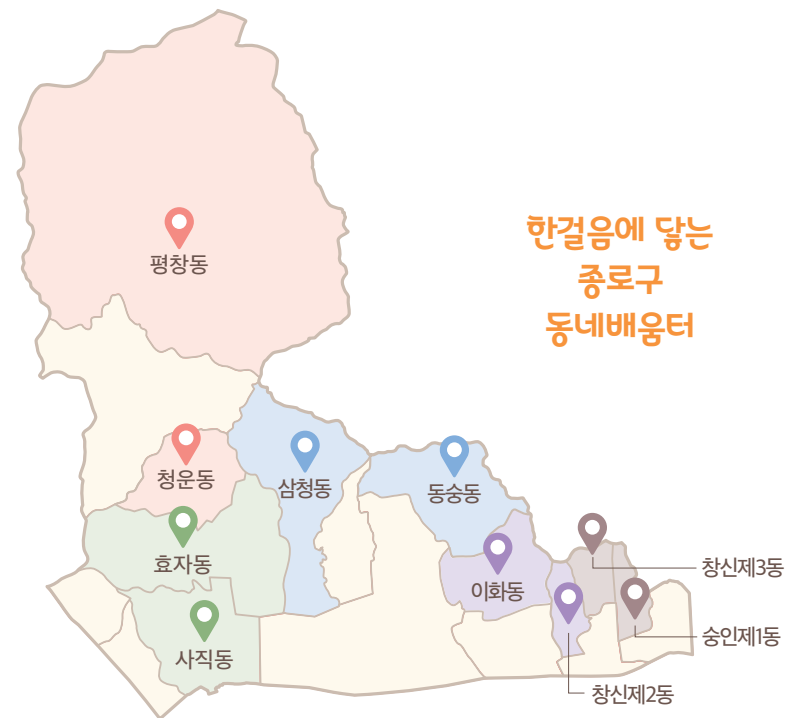 한걸음에 닿는
종로구
동네배움터
평창동
청운동
삼청동
동숭동
효자동
이화동
창신제3동
사직동
숭인제1동
창신제2동